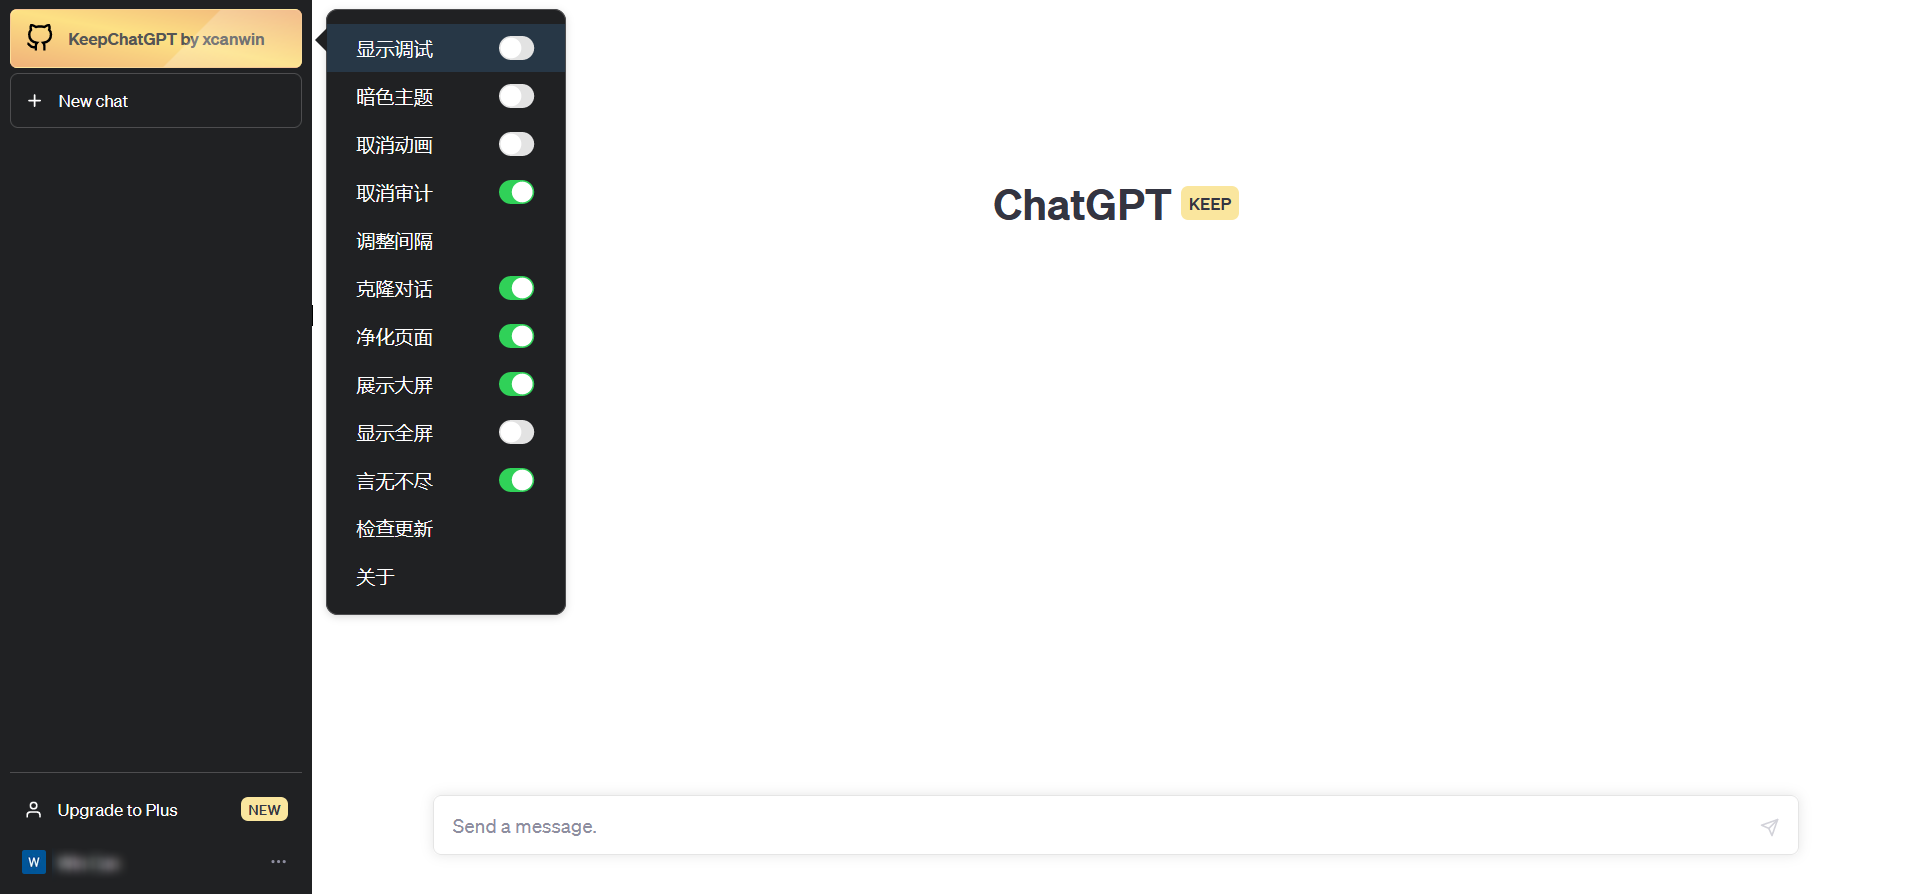 KeepChatGPT by xcanwin
New chat
显示调试
暗色主题
取消动画
取消审计
调整间隔
克隆对话
净化页面
展示大屏
显示全屏
言无不尽
检查更新
关于
ChatGPT KEEP
Send a message.
Upgrade to Plus NEW
W